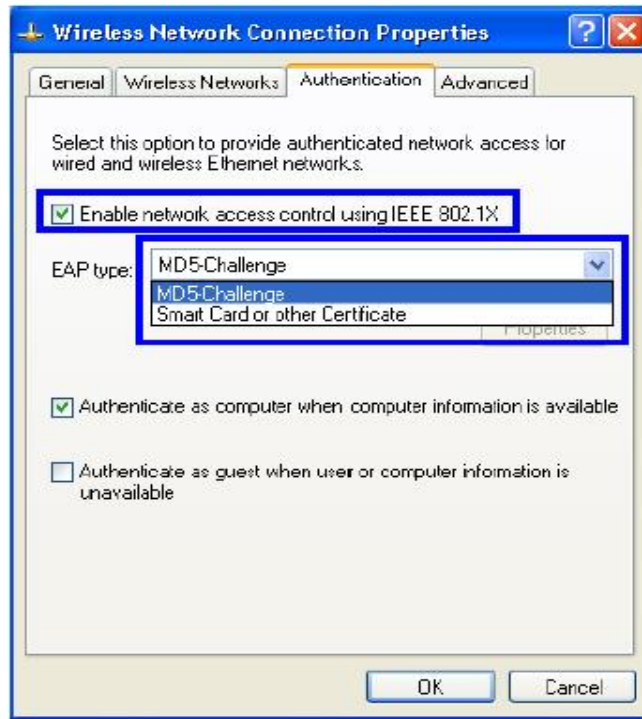 Wireless Network Connection Properties
General Wireless Networks Authentication Advanced
Select this option to provide authenticated network access for
wired and wireless Ethernet networks.
Enable network access control using IEEE 802.1X
EAP type: MD5-Challenge
MD5-Challenge
Smart Card or other Certificate
Properties
Authenticate as computer when computer information is available
Authenticate as guest when user or computer information is
unavailable
OK Cancel